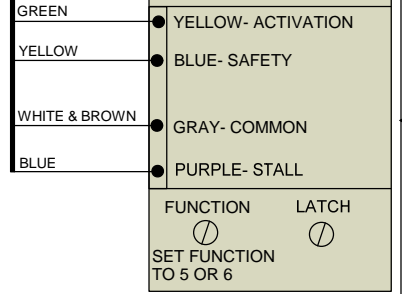 GREEN
YELLOW- ACTIVATION
YELLOW
BLUE- SAFETY
WHITE & BROWN
GRAY- COMMON
BLUE
PURPLE- STALL
FUNCTION
LATCH
SET FUNCTION
TO 5 OR 6